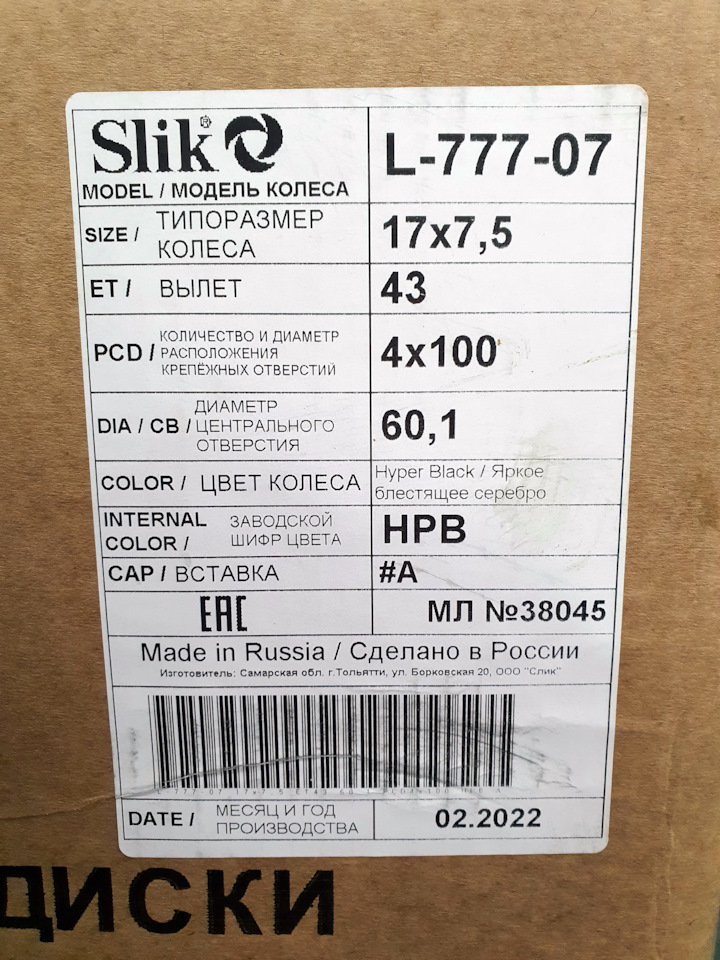 Slik®
L-777-07
MODEL / МОДЕЛЬ КОЛЕСА
SIZE / ТИПОРАЗМЕР
КОЛЕСА
17x7,5
ET / ВЫЛЕТ
43
PCD / КОЛИЧЕСТВО И ДИАМЕТР
РАСПОЛОЖЕНИЯ
КРЕПЁЖНЫХ ОТВЕРСТИЙ
4x100
DIA / CB / ДИАМЕТР
ЦЕНТРАЛЬНОГО
ОТВЕРСТИЯ
60,1
COLOR / ЦВЕТ КОЛЕСА
Hyper Black / Яркое
блестящее серебро
INTERNAL
COLOR /
ЗАВОДСКОЙ
ШИФР ЦВЕТА
HPB
CAP / ВСТАВКА
#A
EAC
МЛ №38045
Made in Russia / Сделано в России
Изготовитель: Самарская обл. г.Тольятти, ул. Борковская 20, ООО "Слик"
DATE / МЕСЯЦ И ГОД
ПРОИЗВОДСТВА
02.2022
ДИСКИ